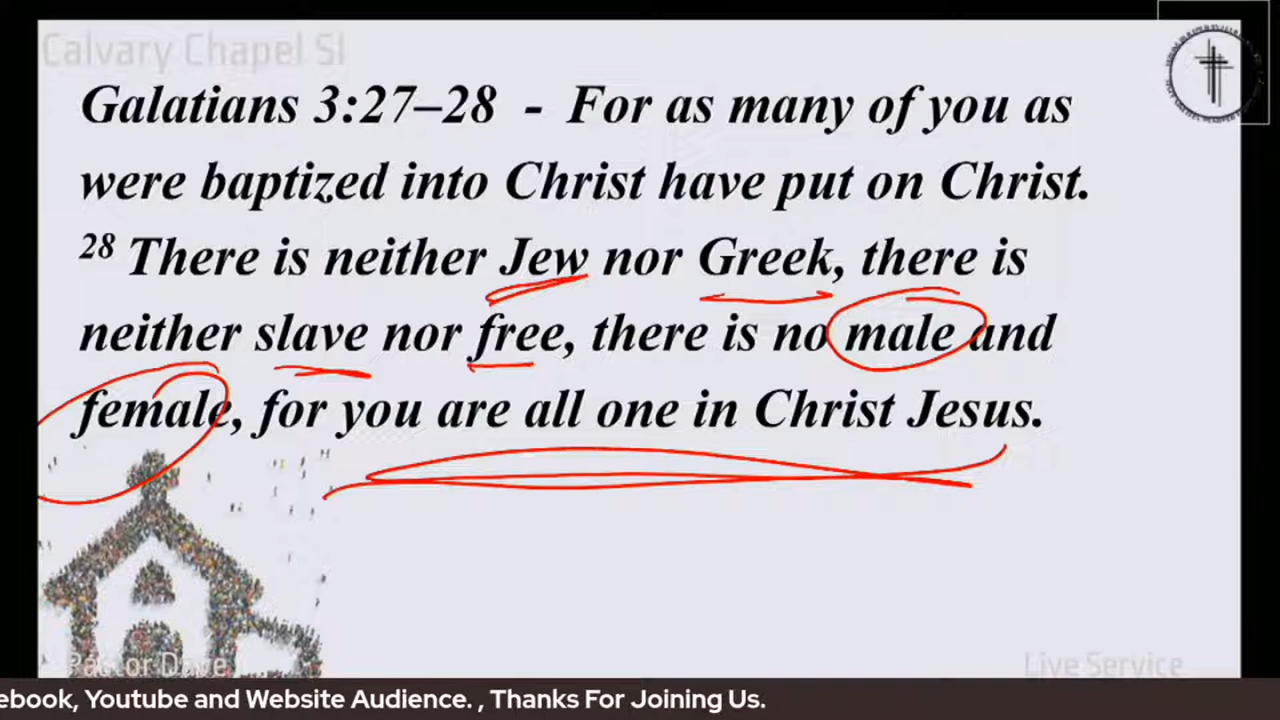 Calvary Chapel SI
Galatians 3:27–28 - For as many of you as
were baptized into Christ have put on Christ.
28 There is neither Jew nor Greek, there is
neither slave nor free, there is no male and
female, for you are all one in Christ Jesus.
Pastor Dave
Live Service
ebook, Youtube and Website Audience. , Thanks For Joining Us.